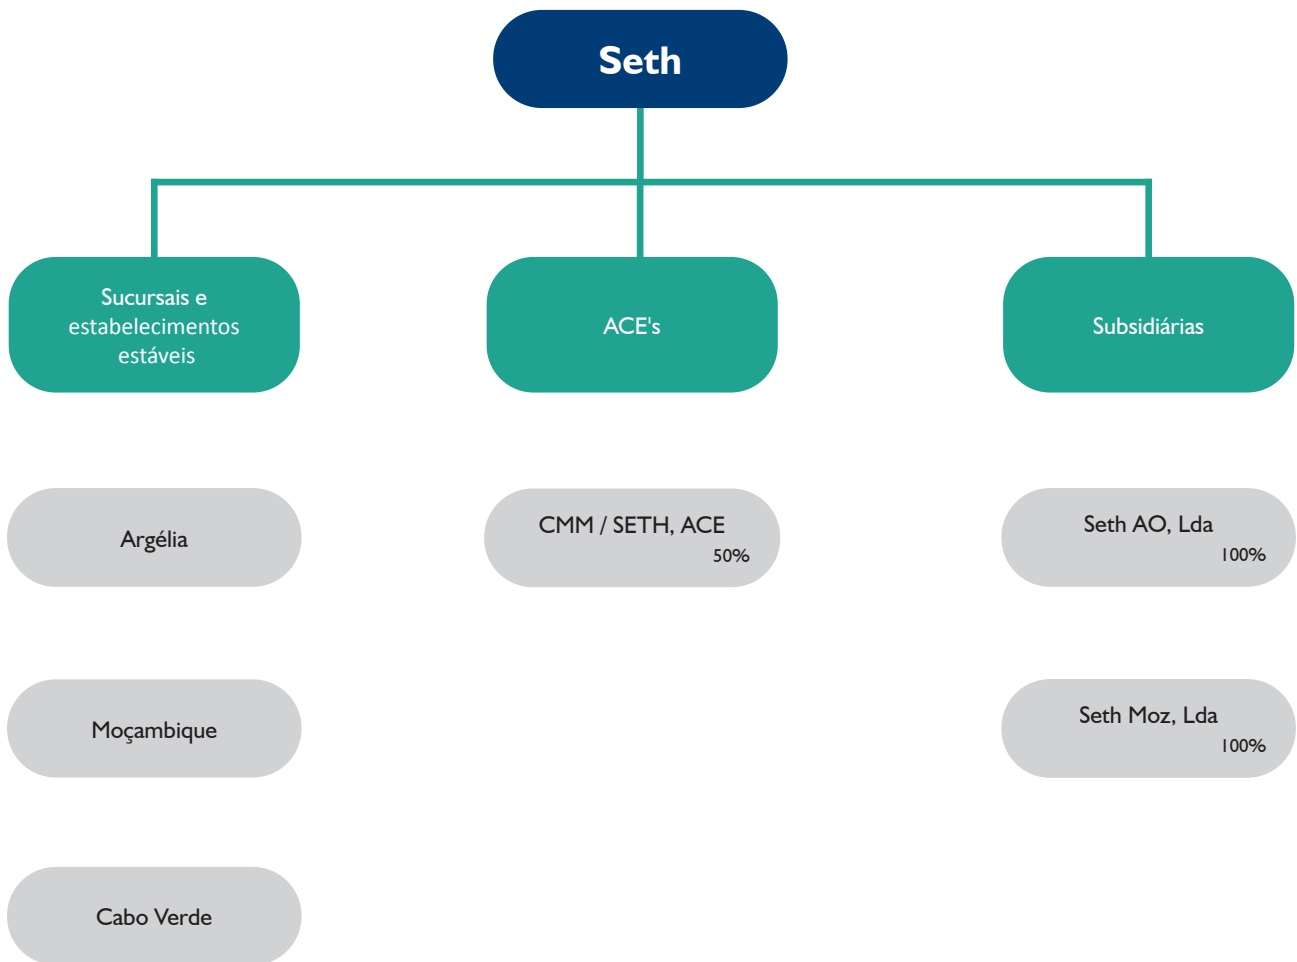 Seth
Sucursais e
estabelecimentos
estáveis
ACE's
Subsidiárias
Argélia
CMM / SETH, ACE
50%
Seth AO, Lda
100%
Moçambique
Seth Moz, Lda
100%
Cabo Verde